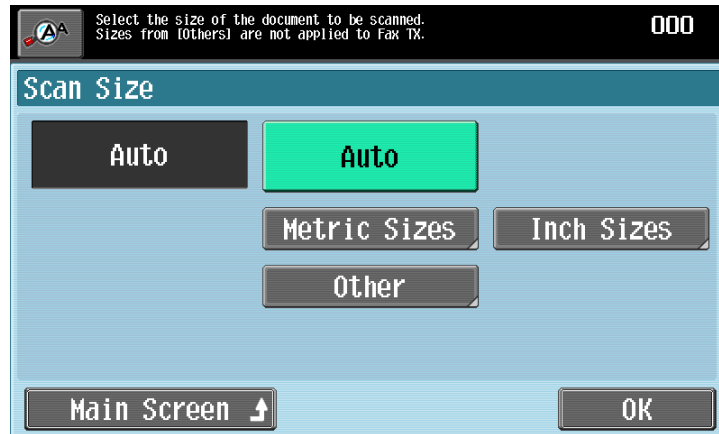 AA
Select the size of the document to be scanned.
Sizes from [Others] are not applied to Fax TX.
000
Scan Size
Auto
Auto
Metric Sizes
Inch Sizes
Other
Main Screen
OK